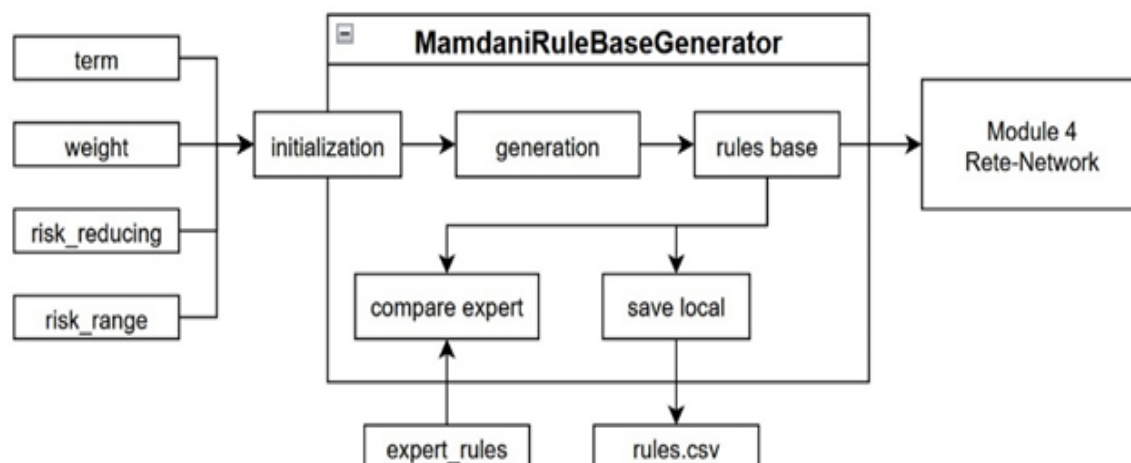 MamdaniRuleBaseGenerator
term
weight
risk_reducing
risk_range
initialization
generation
rules base
Module 4
Rete-Network
compare expert
save local
expert_rules
rules.csv